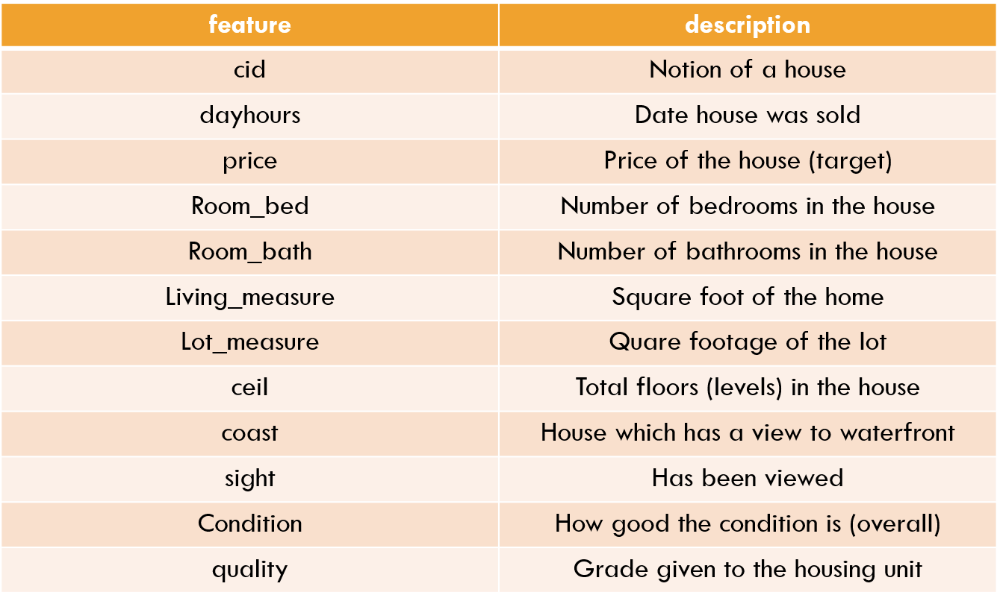 feature description
cid Notion of a house
dayhours Date house was sold
price Price of the house (target)
Room_bed Number of bedrooms in the house
Room_bath Number of bathrooms in the house
Living_measure Square foot of the home
Lot_measure Quare footage of the lot
ceil Total floors (levels) in the house
coast House which has a view to waterfront
sight Has been viewed
Condition How good the condition is (overall)
quality Grade given to the housing unit